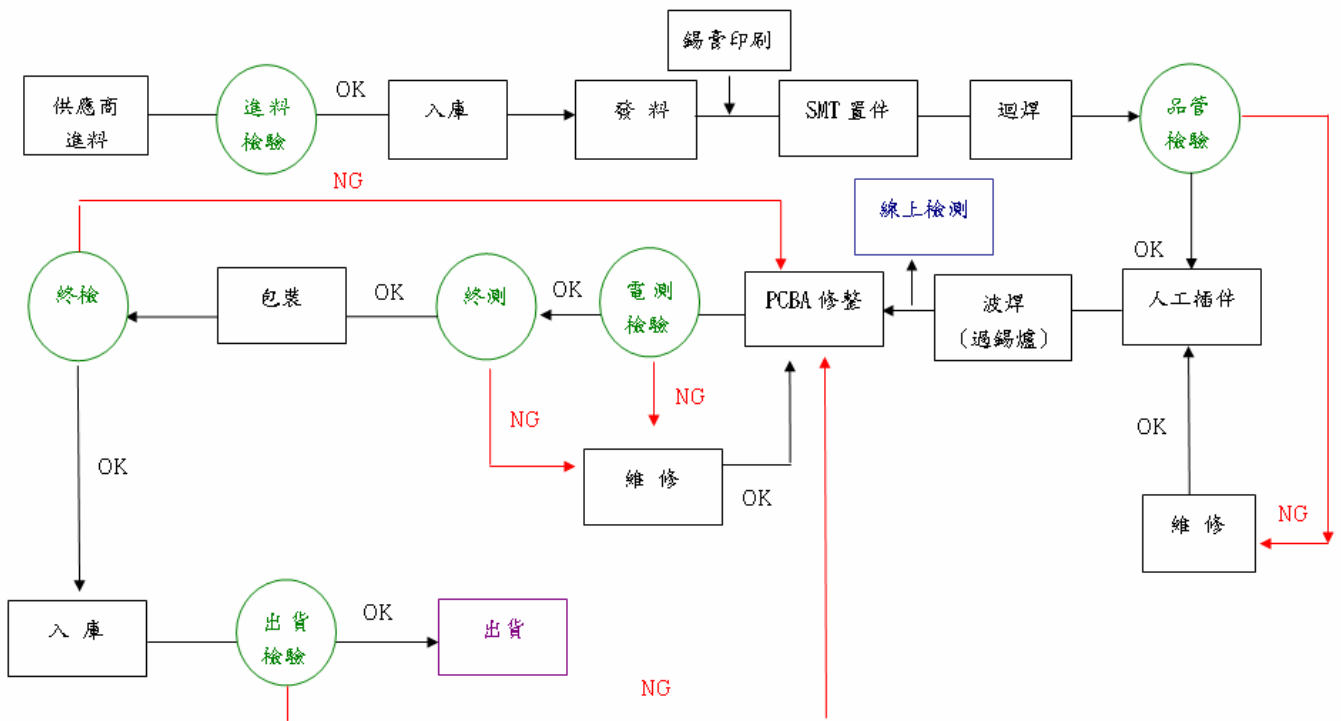 錫膏印刷
供應商
進料
進料
檢驗
OK
入庫
發 料
SMT 置件
迴焊
品管
檢驗
NG
線上檢測
OK
終檢
包裝
OK
終測
OK
電測
檢驗
PCBA 修整
波焊
(過錫爐)
人工插件
NG
NG
OK
OK
維 修
OK
維 修
NG
入 庫
出貨
檢驗
OK
出貨
NG